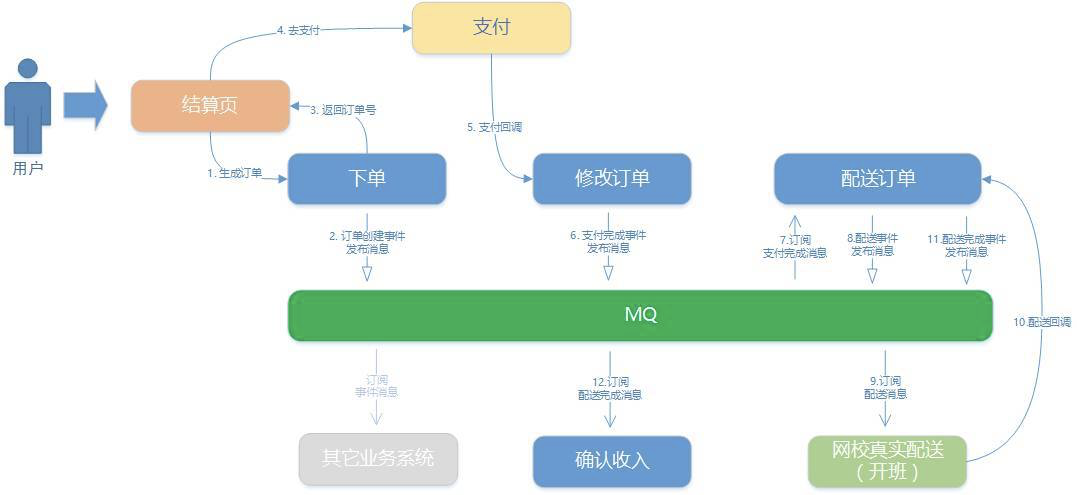 4. 去支付
支付
结算页
3. 返回订单号
5. 支付回调
用户
1. 生成订单
下单
修改订单
配送订单
2. 订单创建事件
发布消息
6. 支付完成事件
发布消息
7.订阅
支付完成消息
8.配送事件
发布消息
11.配送完成事件
发布消息
MQ
10.配送回调
订阅
事件消息
12.订阅
配送完成消息
9.订阅
配送消息
其它业务系统
确认收入
网校真实配送
（开班）